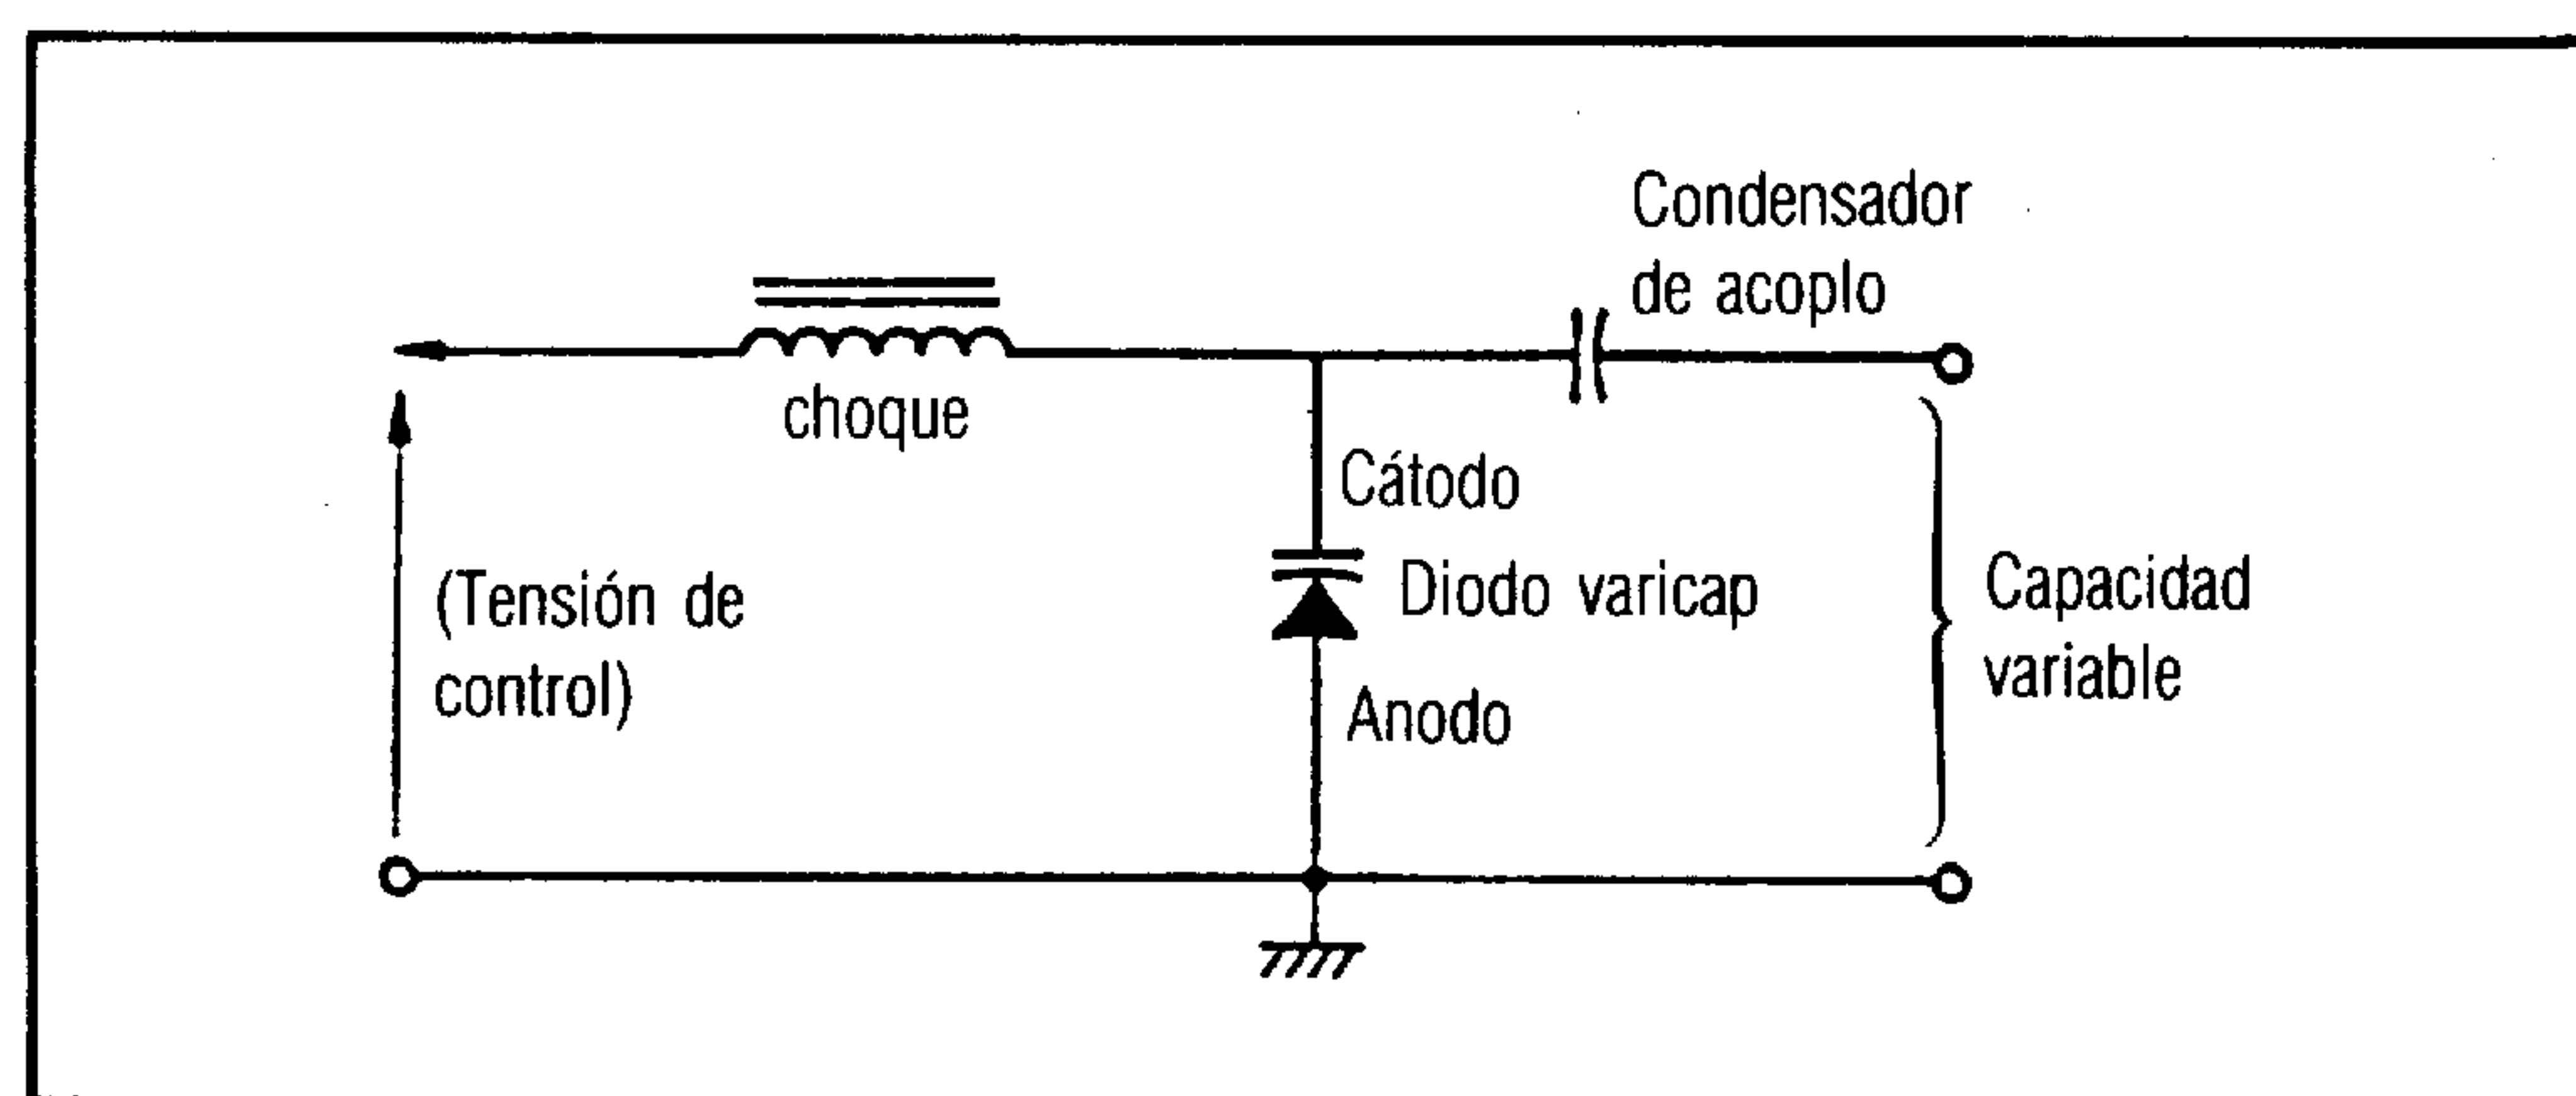 Condensador
de acoplo
choque
Cátodo
(Tensión de
control)
Diodo varicap
Capacidad
variable
Anodo